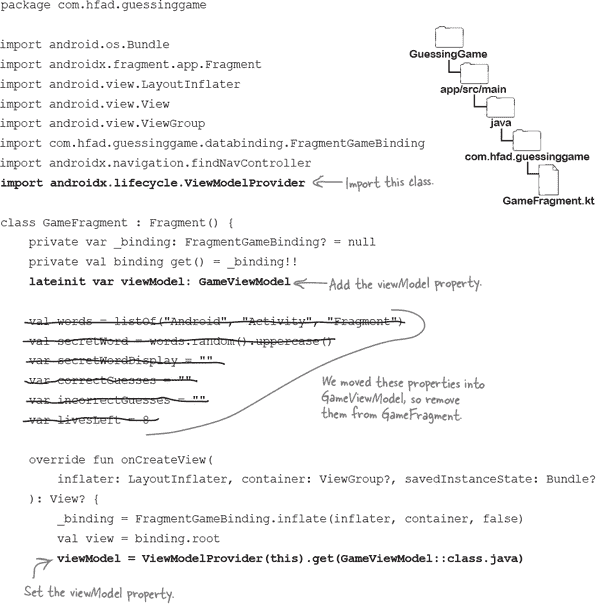 package com.hfad.guessinggame
import android.os.Bundle
import androidx.fragment.app.Fragment
import android.view.LayoutInflater
import android.view.View
import android.view.ViewGroup
import com.hfad.guessinggame.databinding.FragmentGameBinding
import androidx.navigation.findNavController
import androidx.lifecycle.ViewModelProvider
Import this class.
GuessingGame
app/src/main
java
com.hfad.guessinggame
GameFragment.kt
class GameFragment : Fragment() {
private var _binding: FragmentGameBinding? = null
private val binding get() = _binding!!
lateinit var viewModel: GameViewModel
Add the viewModel property.
val words = listOf("Android", "Activity", "Fragment")
val secretWord = words.random().uppercase()
var secretWordDisplay = ""
var correctGuesses = ""
var incorrectGuesses = ""
var livesLeft = 8
We moved these properties into
GameViewModel, so remove
them from GameFragment.
override fun onCreateView(
inflater: LayoutInflater, container: ViewGroup?, savedInstanceState: Bundle?
): View? {
_binding = FragmentGameBinding.inflate(inflater, container, false)
val view = binding.root
viewModel = ViewModelProvider(this).get(GameViewModel::class.java)
Set the viewModel property.